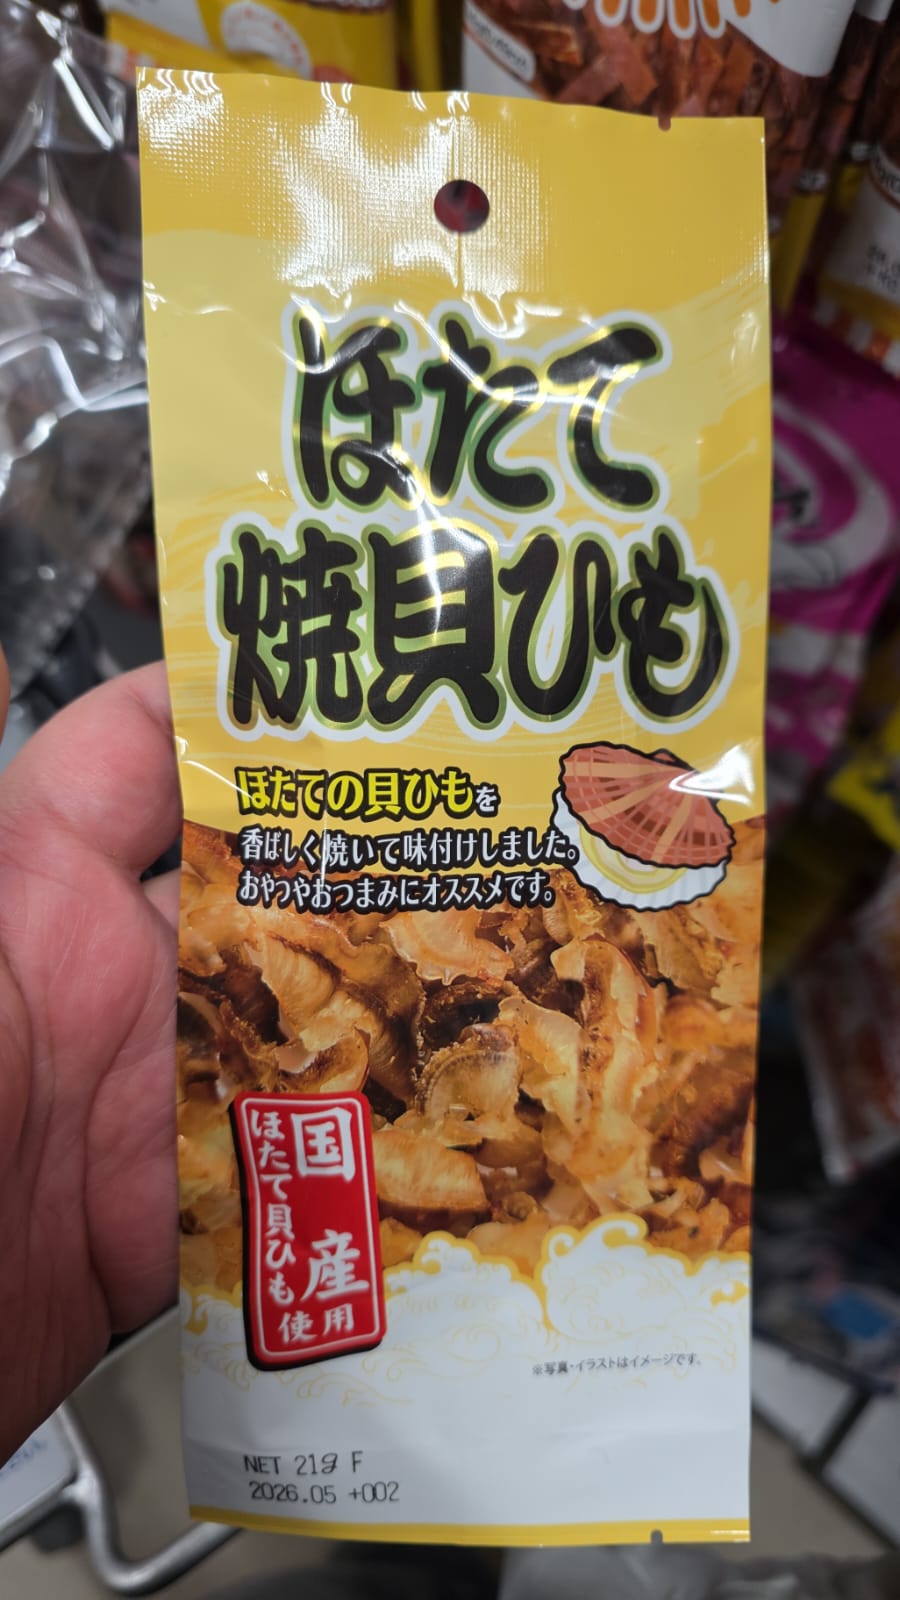 ほたて
焼貝ひも
ほたての貝ひもを
香ばしく焼いて味付けしました。
おやつやおつまみにオススメです。
国産
ほたて貝ひも
使用
※写真・イラストはイメージです。
NET 21g F
2026.05 +002